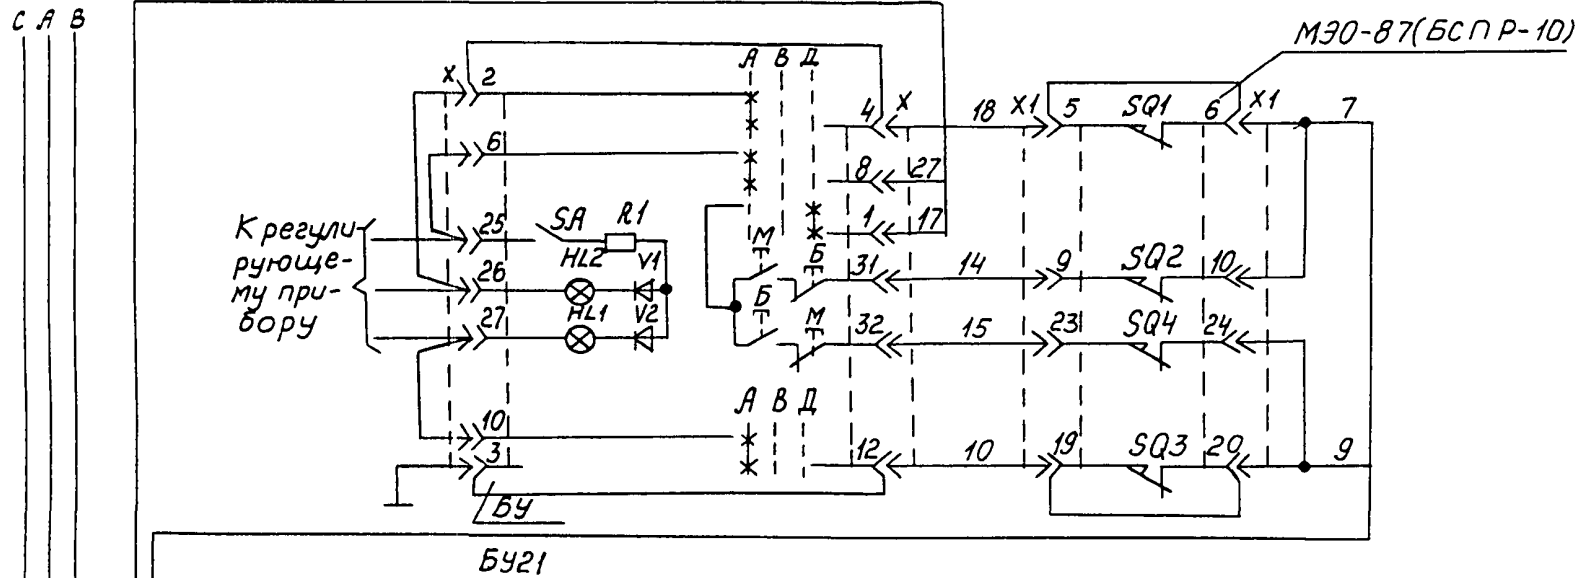 С А В
МЭО-87(БСПР-10)
А В Д
X 2
4 X 18 X1 5 SQ1 6 X1 7
6
8 27
1 17
К регули-
рующе-
му при-
бору
25 SA R1
26 HL2 V1
27 HL1 V2
М Б 31 14 9 SQ2 10
Б М 32 15 23 SQ4 24
А В Д
10
3
12 10 19 SQ3 20 9
БУ
БУ21